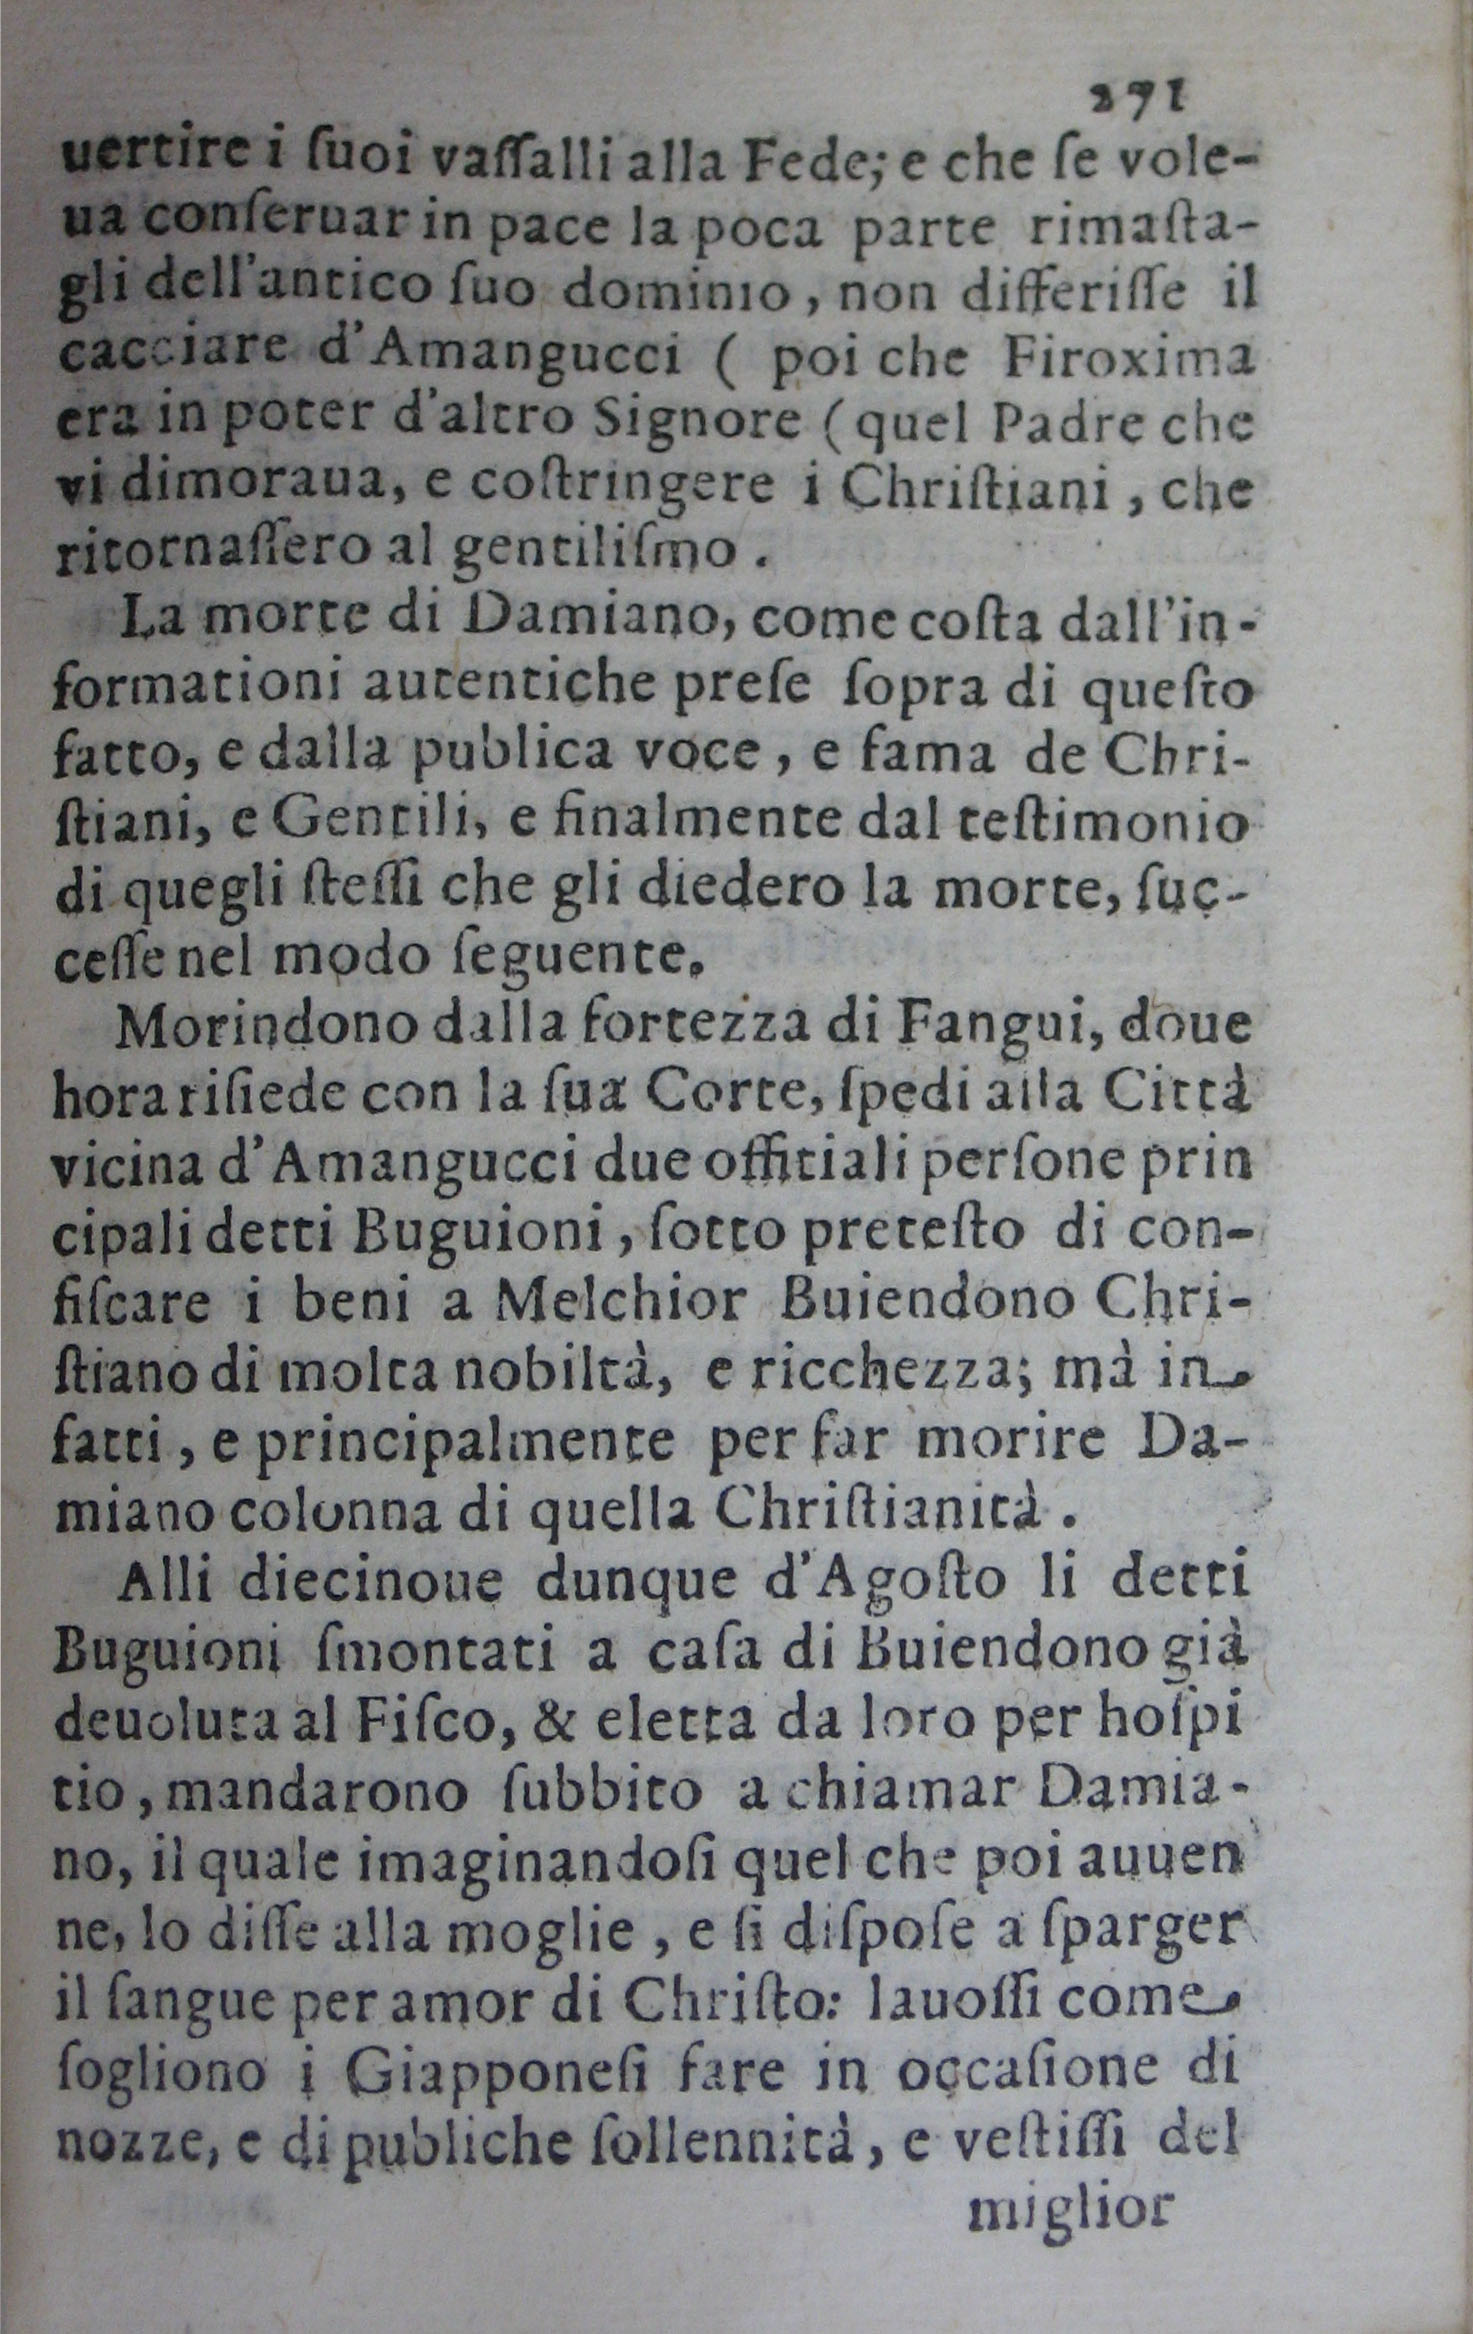 271
uertire i ſuoi vaſſalli alla Fede; e che ſe vole-
ua conſeruar in pace la poca parte rimaſta-
gli dell'antico ſuo dominio, non differiſſe il
cacciare d'Amangucci ( poi che Firoxima
era in poter d'altro Signore ( quel Padre che
vi dimoraua, e coſtringere i Chriſtiani, che
ritornaſſero al gentiliſmo.
La morte di Damiano, come coſta dall'in-
formationi autentiche preſe ſopra di queſto
fatto, e dalla publica voce, e fama de Chri-
ſtiani, e Gentili, e finalmente dal teſtimonio
di quegli ſteſſi che gli diedero la morte, ſuc-
ceſſe nel modo ſeguente.
Morindono dalla fortezza di Fangui, doue
hora riſiede con la ſua Corte, ſpedi alla Città
vicina d'Amangucci due offitiali perſone prin
cipali detti Buguioni, ſotto preteſto di con-
fiſcare i beni a Melchior Buiendono Chri-
ſtiano di molta nobiltà, e ricchezza; mà in
fatti, e principalmente per far morire Da-
miano colonna di quella Chriſtianità.
Alli diecinoue dunque d'Agoſto li detti
Buguioni ſmontati a caſa di Buiendono già
deuoluta al Fiſco, & eletta da loro per hoſpi
tio, mandarono ſubbito a chiamar Damia-
no, il quale imaginandoſi quel che poi auuen
ne, lo diſſe alla moglie, e ſi diſpoſe a ſparger
il ſangue per amor di Chriſto: lauoſſi come
ſogliono i Giapponeſi fare in occaſione di
nozze, e di publiche ſollennità, e veſtiſſi del
miglior